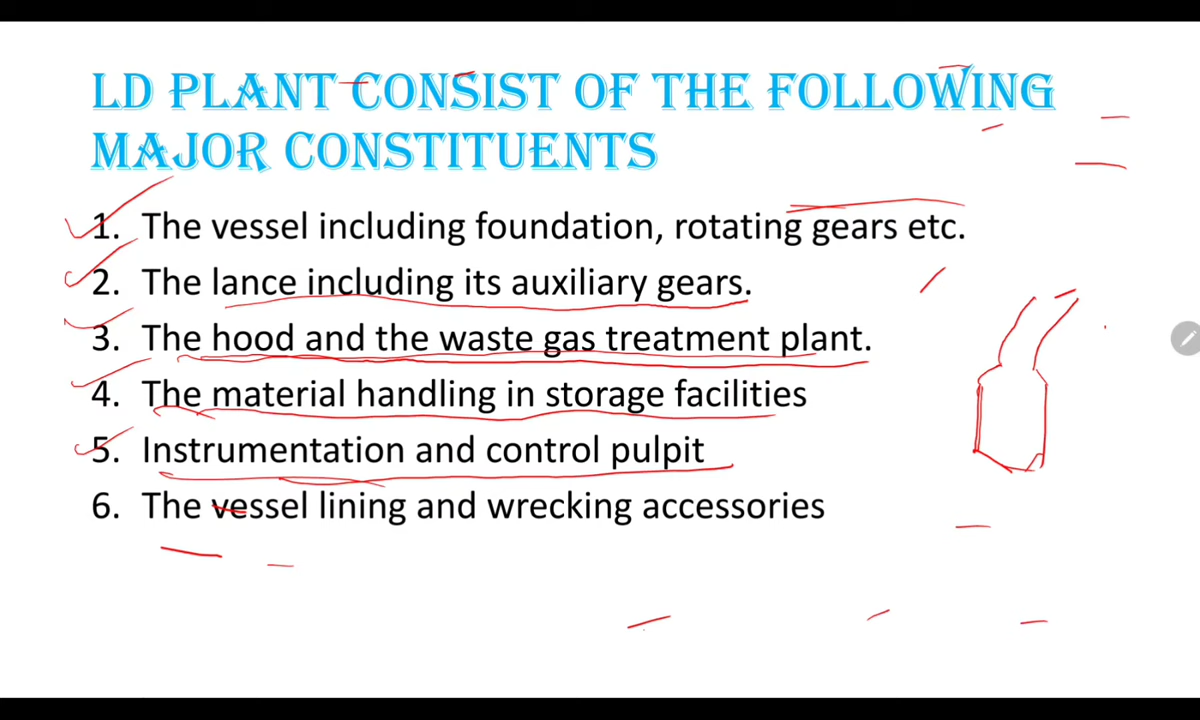 LD PLANT CONSIST OF THE FOLLOWING
MAJOR CONSTITUENTS
1. The vessel including foundation, rotating gears etc.
2. The lance including its auxiliary gears.
3. The hood and the waste gas treatment plant.
4. The material handling in storage facilities
5. Instrumentation and control pulpit
6. The vessel lining and wrecking accessories